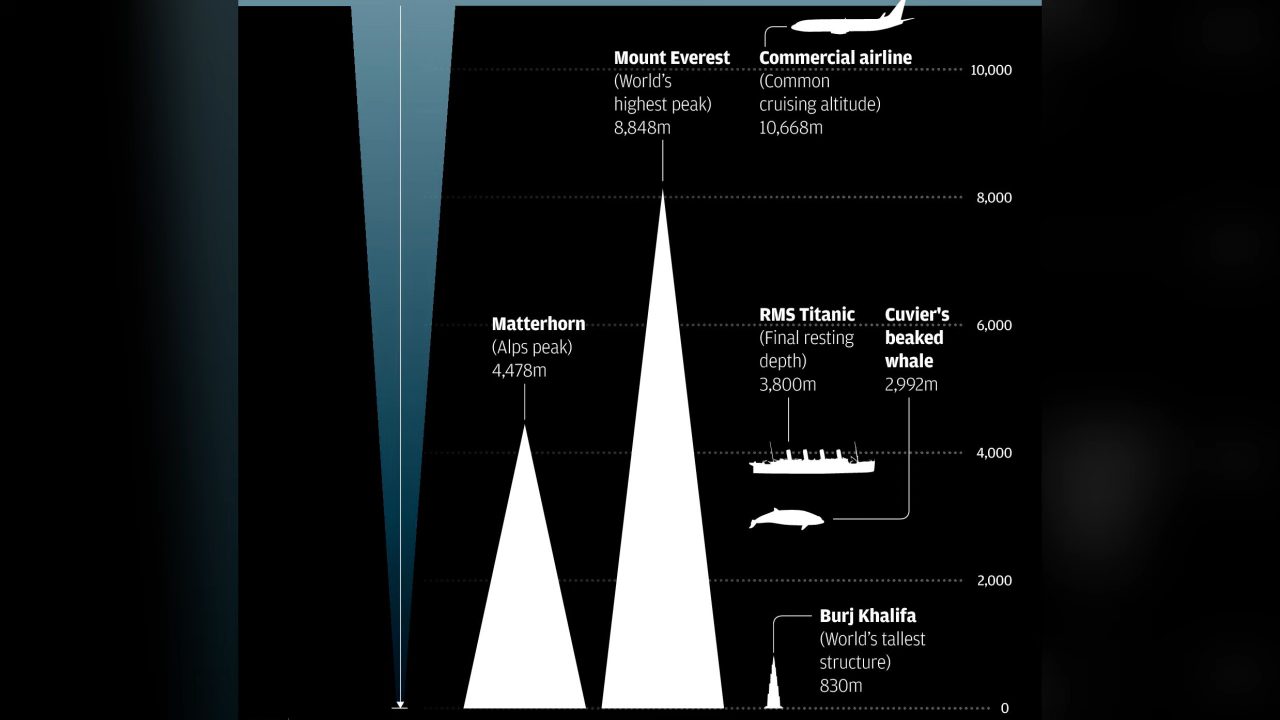 Mount Everest
(World's
highest peak)
8,848m
Commercial airline
(Common
cruising altitude)
10,668m
10,000
8,000
Matterhorn
(Alps peak)
4,478m
RMS Titanic
(Final resting
depth)
3,800m
Cuvier's
beaked
whale
2,992m
6,000
4,000
2,000
Burj Khalifa
(World's tallest
structure)
830m
0